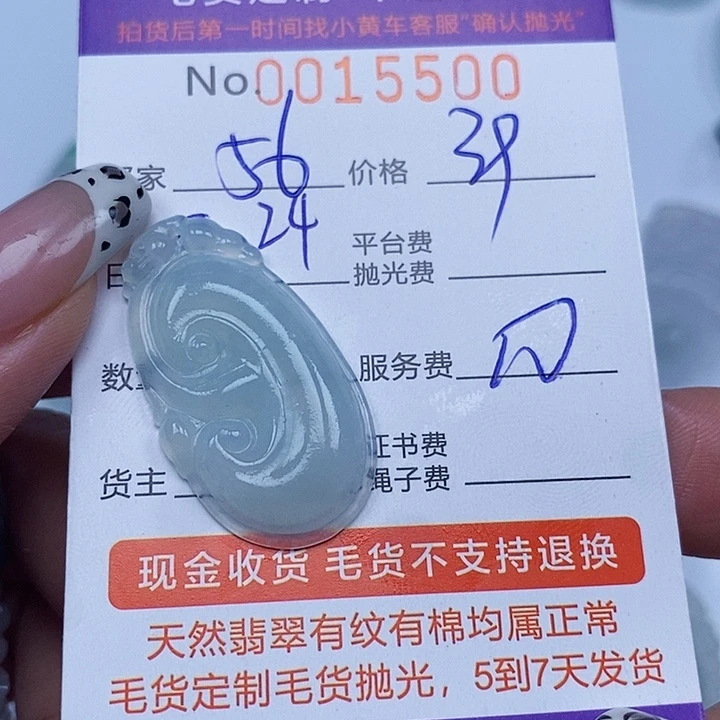 拍货后第一时间找小黄车客服“确认抛光”
No.0015500
家 56 价格 39
24 平台费
日 抛光费
数 服务费
证书费
货主 绳子费
现金收货 毛货不支持退换
天然翡翠有纹有棉均属正常
毛货定制毛货抛光，5到7天发货